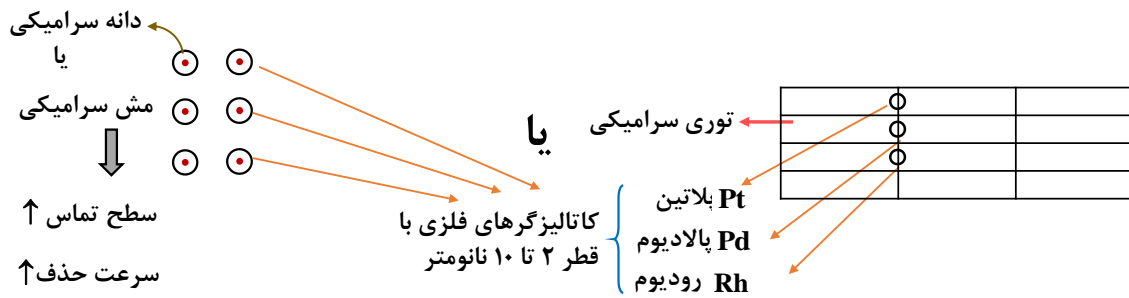 دانه سرامیکی
یا
مش سرامیکی
سطح تماس ↑
سرعت حذف ↑
یا
توری سرامیکی
کاتالیزگرهای فلزی با
قطر ۲ تا ۱۰ نانومتر
Pt پلاتین
Pd پالادیوم
Rh رودیوم